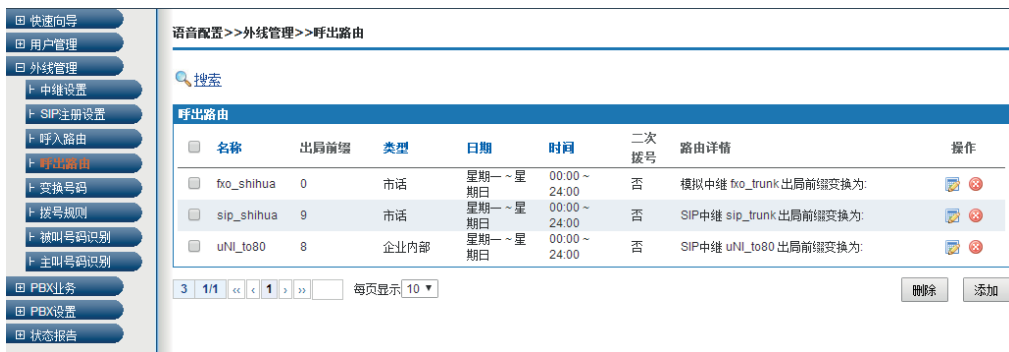 快速向导
用户管理
外线管理
中继设置
SIP注册设置
呼入路由
呼出路由
变换号码
拨号规则
被叫号码识别
主叫号码识别
PBX业务
PBX设置
状态报告
语音配置>>外线管理>>呼出路由
搜索
呼出路由
名称 出局前缀 类型 日期 时间 二次拨号 路由详情 操作
fxo_shihua 0 市话 星期一 ~ 星期日 00:00 ~ 24:00 否 模拟中继 fxo_trunk 出局前缀变换为:
sip_shihua 9 市话 星期一 ~ 星期日 00:00 ~ 24:00 否 SIP中继 sip_trunk 出局前缀变换为:
uNI_to80 8 企业内部 星期一 ~ 星期日 00:00 ~ 24:00 否 SIP中继 uNI_to80 出局前缀变换为:
3 1/1 « ‹ 1 › » 每页显示 10 ▼ 删除 添加